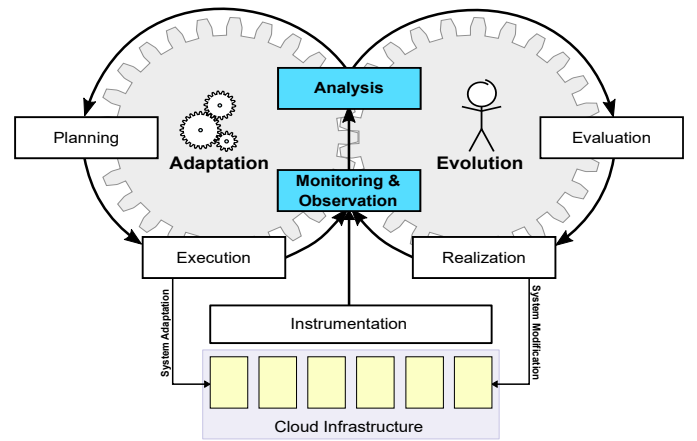 Analysis
Planning
Adaptation
Evolution
Evaluation
Monitoring &
Observation
Execution
Realization
System Adaptation
Instrumentation
System Modification
Cloud Infrastructure